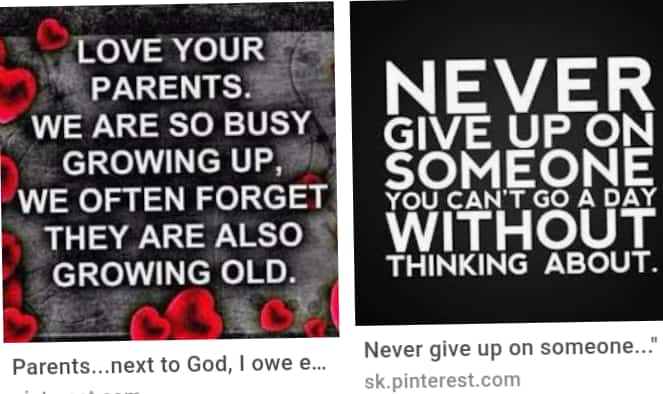 LOVE YOUR
PARENTS.
WE ARE SO BUSY
GROWING UP,
WE OFTEN FORGET
THEY ARE ALSO
GROWING OLD.
Parents...next to God, I owe e...
NEVER
GIVE UP ON
SOMEONE
YOU CAN'T GO A DAY
WITHOUT
THINKING ABOUT.
Never give up on someone..."
sk.pinterest.com